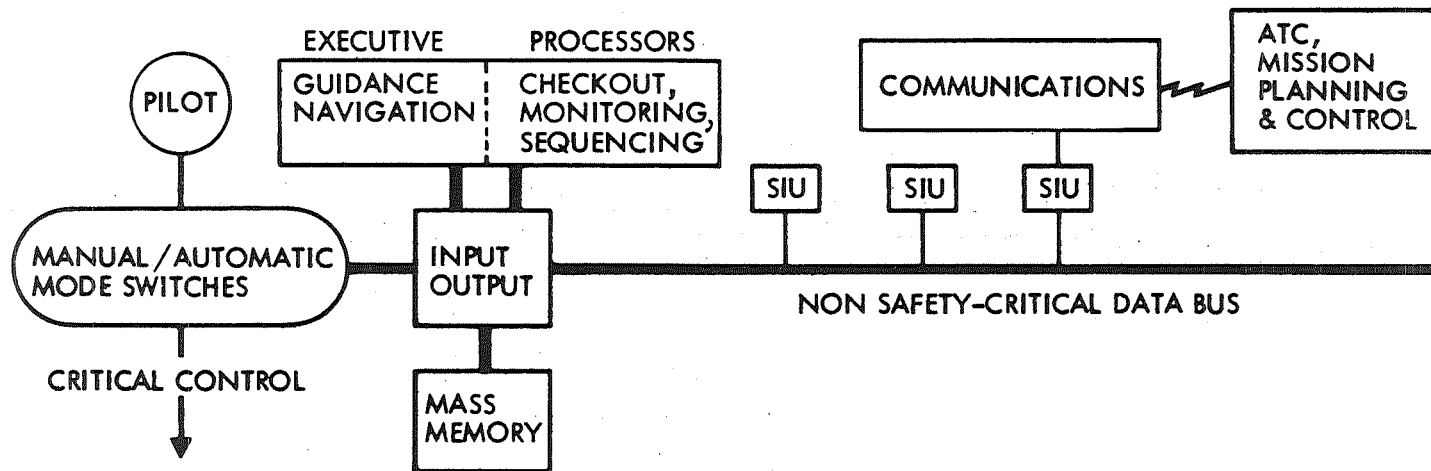 EXECUTIVE PROCESSORS
PILOT
GUIDANCE
NAVIGATION
CHECKOUT,
MONITORING,
SEQUENCING
COMMUNICATIONS
ATC,
MISSION
PLANNING
& CONTROL
SIU
SIU
SIU
MANUAL/AUTOMATIC
MODE SWITCHES
INPUT
OUTPUT
NON SAFETY-CRITICAL DATA BUS
CRITICAL CONTROL
MASS
MEMORY